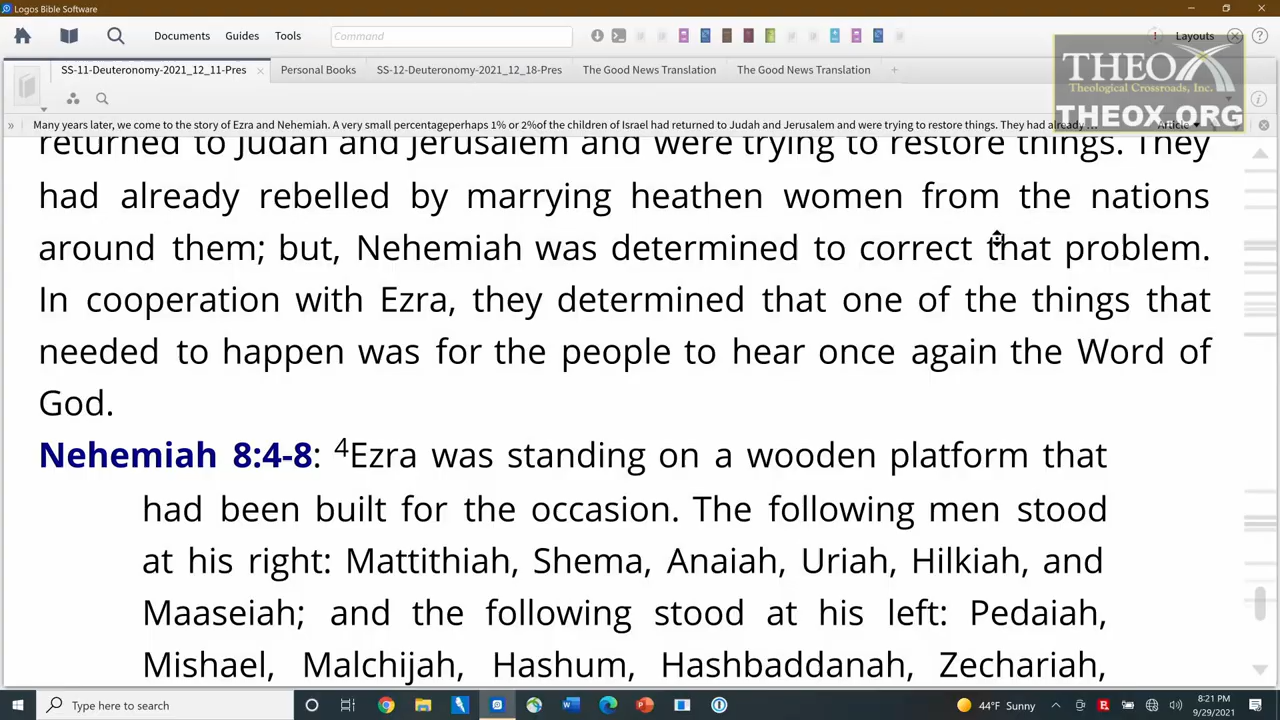 Logos Bible Software
Documents Guides Tools Command Layouts
SS-11-Deuteronomy-2021_12_11-Pres Personal Books SS-12-Deuteronomy-2021_12_18-Pres The Good News Translation The Good News Translation
THEOX
Theological Crossroads, Inc.
THEOX.ORG
Many years later, we come to the story of Ezra and Nehemiah. A very small percentageperhaps 1% or 2%of the children of Israel had returned to Judah and Jerusalem and were trying to restore things. They had already ... Article
returned to Judah and Jerusalem and were trying to restore things. They
had already rebelled by marrying heathen women from the nations
around them; but, Nehemiah was determined to correct that problem.
In cooperation with Ezra, they determined that one of the things that
needed to happen was for the people to hear once again the Word of
God.
Nehemiah 8:4-8: 4Ezra was standing on a wooden platform that
had been built for the occasion. The following men stood
at his right: Mattithiah, Shema, Anaiah, Uriah, Hilkiah, and
Maaseiah; and the following stood at his left: Pedaiah,
Mishael, Malchijah, Hashum, Hashbaddanah, Zechariah,
Type here to search 44°F Sunny 8:21 PM
9/29/2021